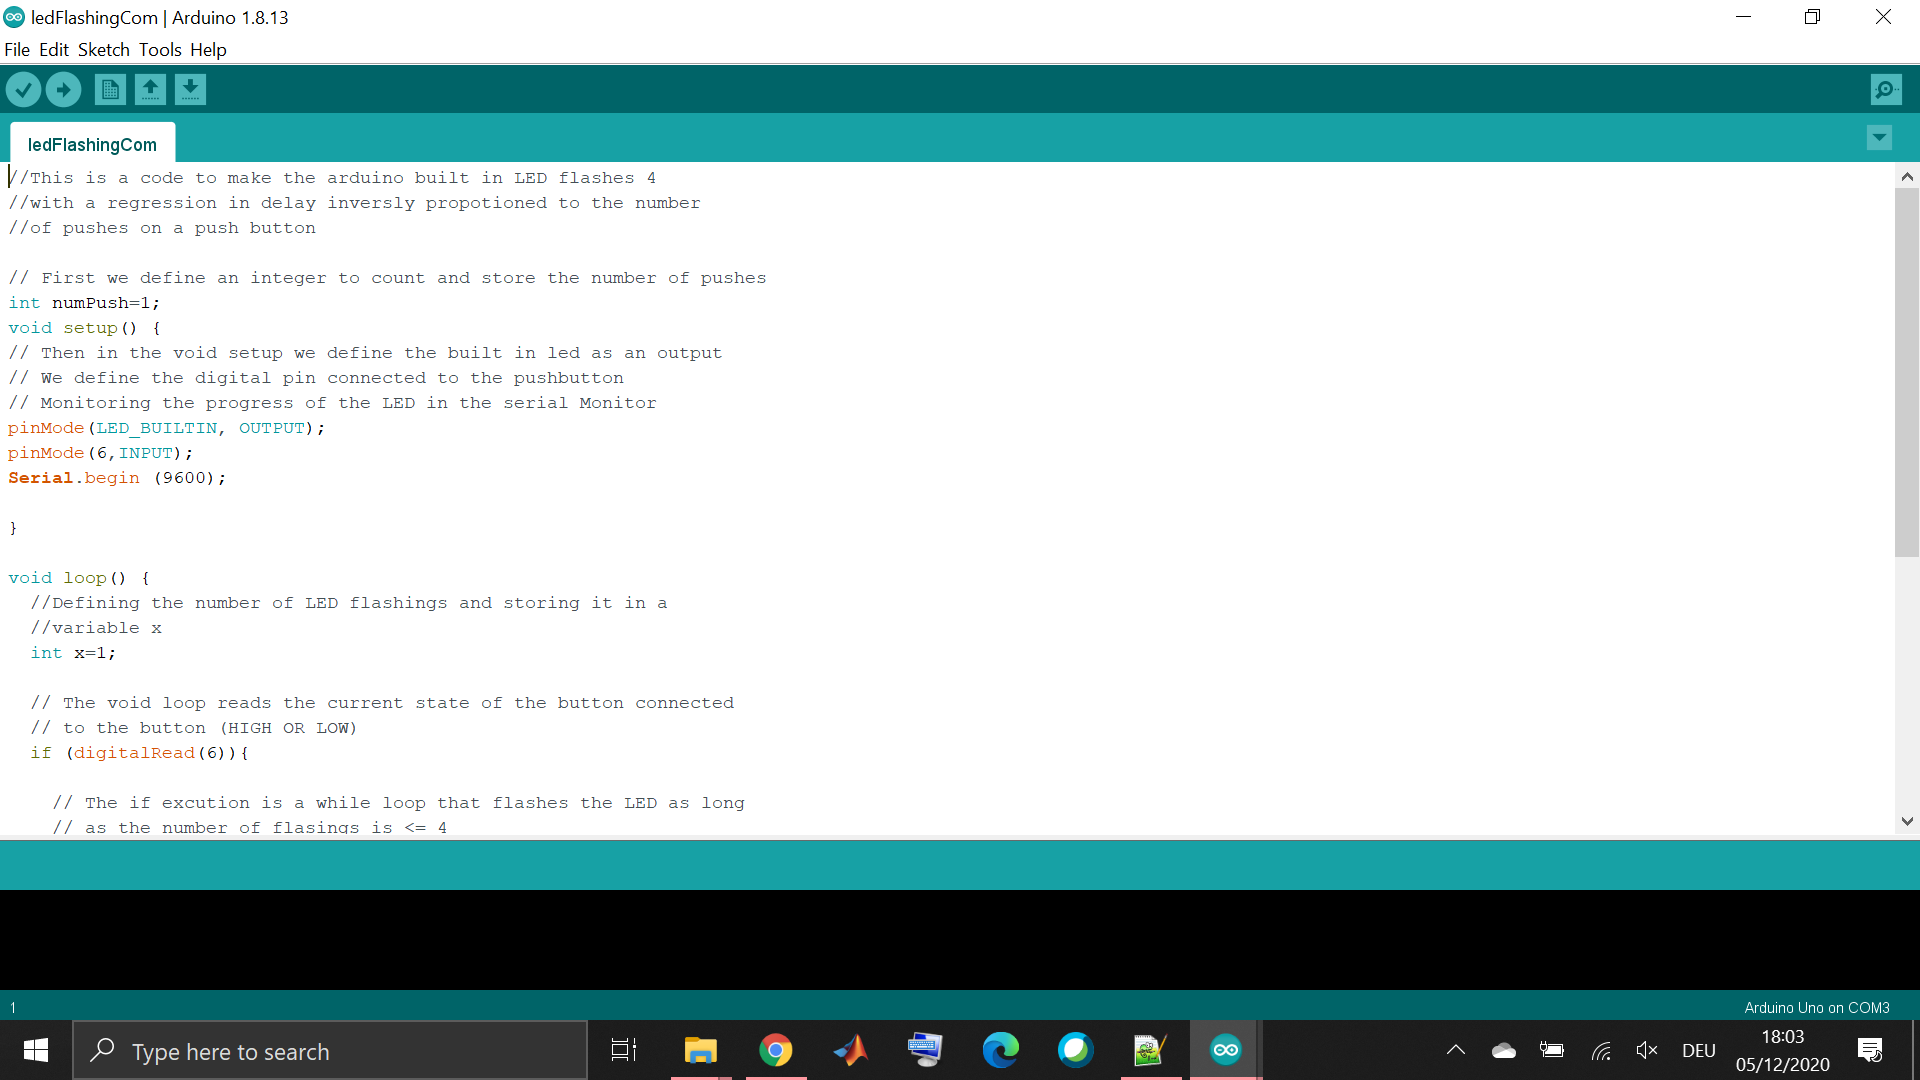 ledFlashingCom | Arduino 1.8.13
File Edit Sketch Tools Help
ledFlashingCom
//This is a code to make the arduino built in LED flashes 4
//with a regression in delay inversly propotioned to the number
//of pushes on a push button
// First we define an integer to count and store the number of pushes
int numPush=1;
void setup() {
// Then in the void setup we define the built in led as an output
// We define the digital pin connected to the pushbutton
// Monitoring the progress of the LED in the serial Monitor
pinMode(LED_BUILTIN, OUTPUT);
pinMode(6,INPUT);
Serial.begin (9600);
}
void loop() {
//Defining the number of LED flashings and storing it in a
//variable x
int x=1;
// The void loop reads the current state of the button connected
// to the button (HIGH OR LOW)
if (digitalRead(6)){
// The if excution is a while loop that flashes the LED as long
// as the number of flasings is <= 4
1
Arduino Uno on COM3
Type here to search
DEU
18:03
05/12/2020